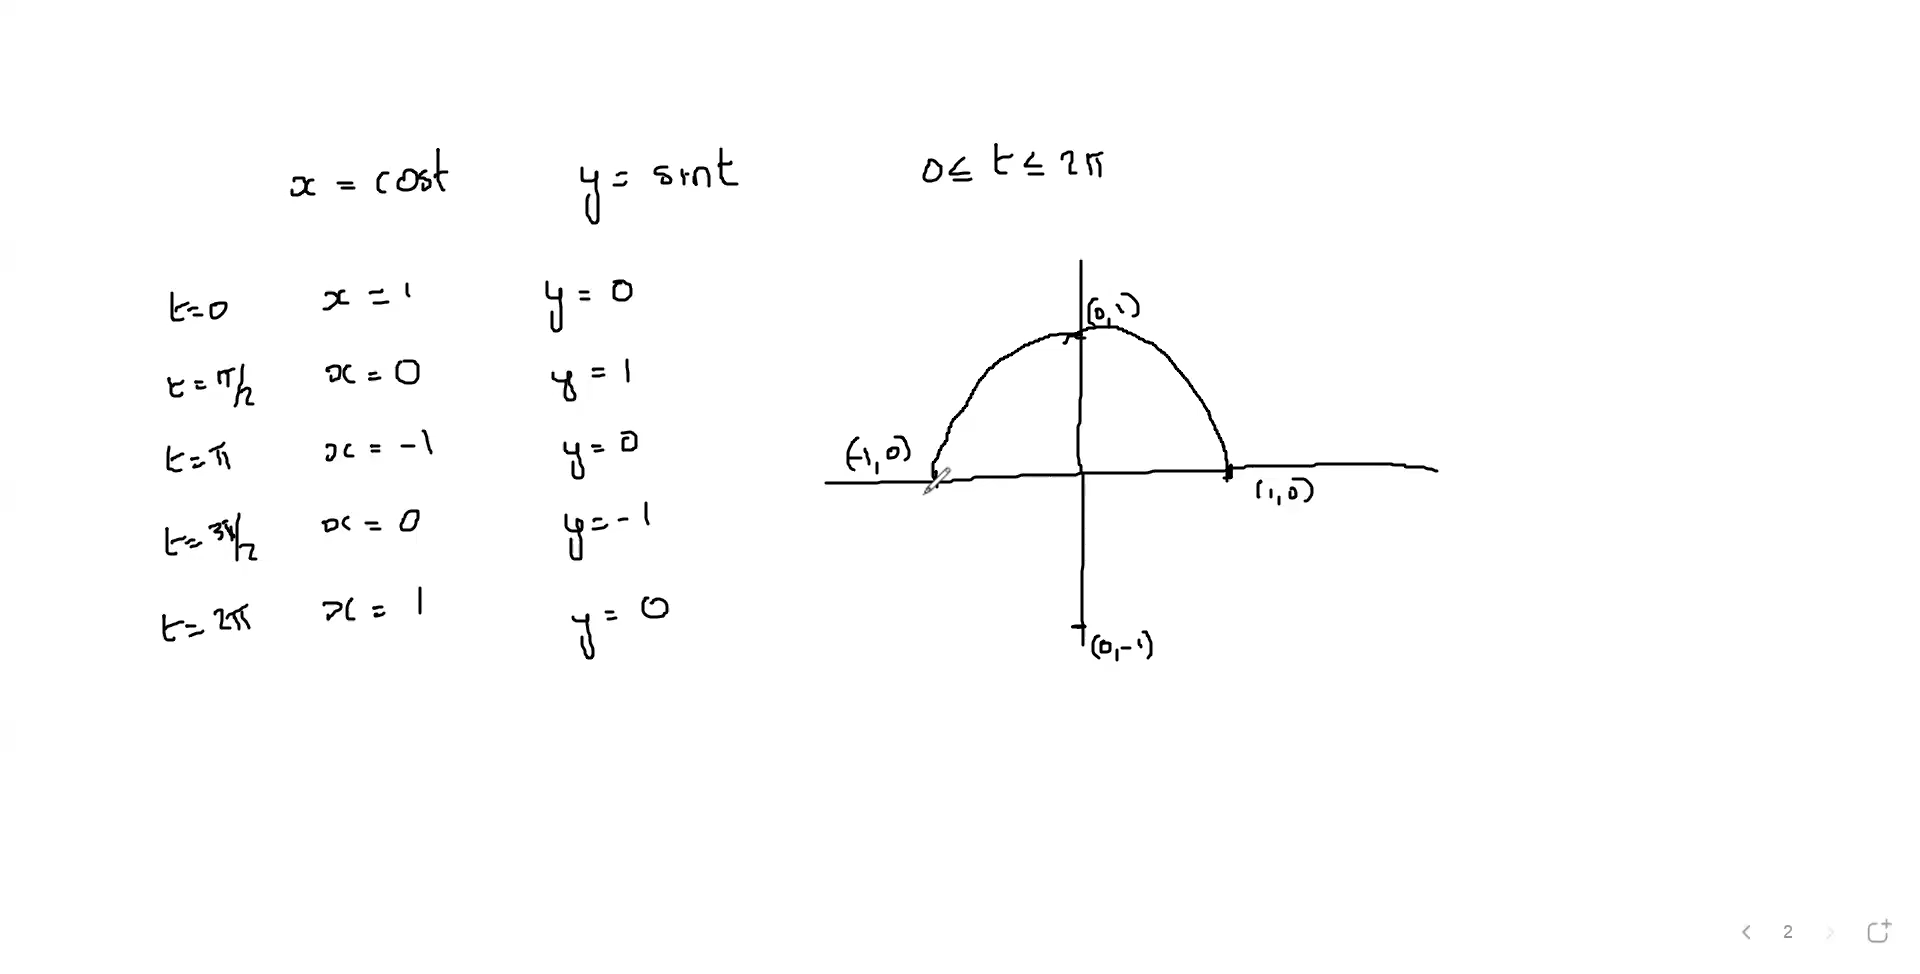 x = cost y = sint 0 ≤ t ≤ 2π
t=0 x = 1 y = 0
t=π/2 x = 0 y = 1
t=π x = -1 y = 0
t=3π/2 x = 0 y = -1
t=2π x = 1 y = 0
(0,1)
(-1,0)
(1,0)
(0,-1)
2